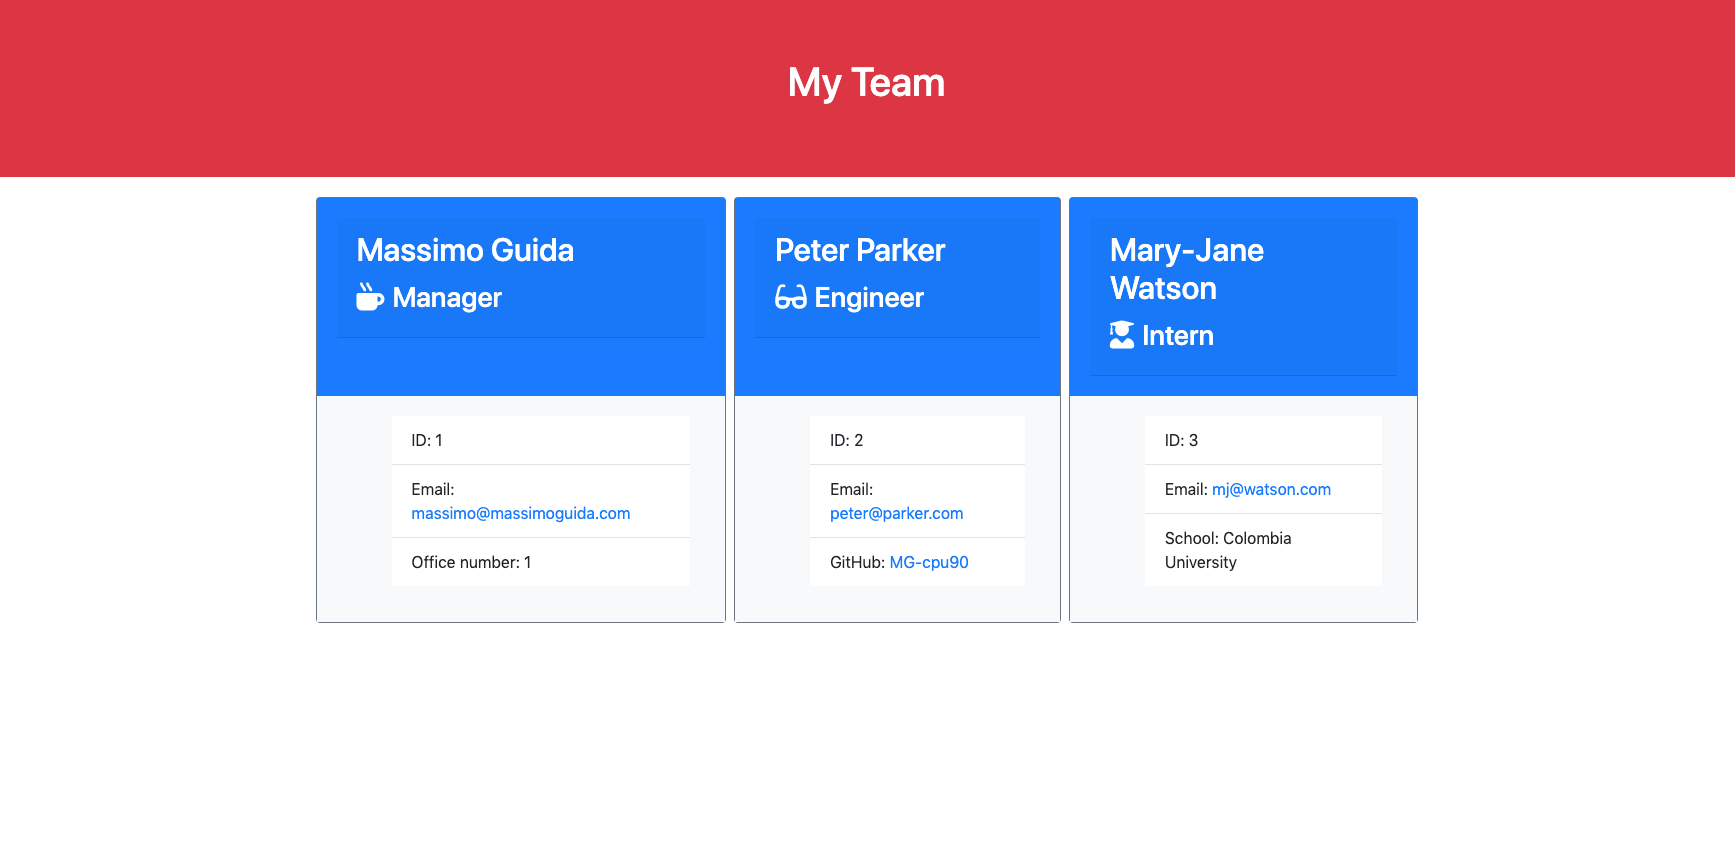 My Team
Massimo Guida
Manager
ID: 1
Email:
massimo@massimoguida.com
Office number: 1
Peter Parker
Engineer
ID: 2
Email:
peter@parker.com
GitHub: MG-cpu90
Mary-Jane
Watson
Intern
ID: 3
Email: mj@watson.com
School: Colombia
University